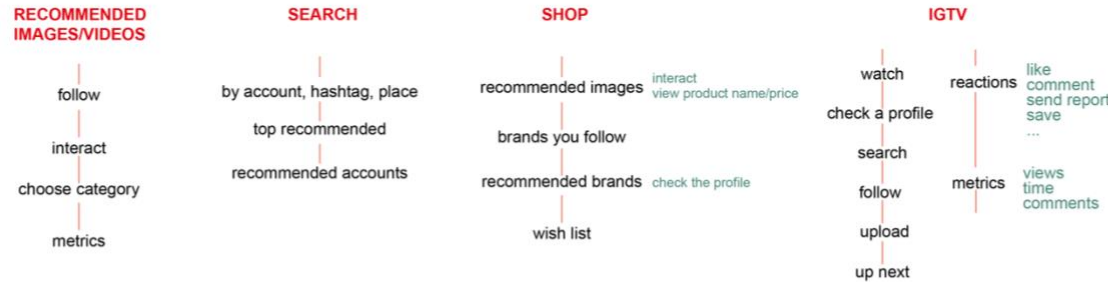 RECOMMENDED
IMAGES/VIDEOS
follow
interact
choose category
metrics
SEARCH
by account, hashtag, place
top recommended
recommended accounts
SHOP
recommended images
interact
view product name/price
brands you follow
recommended brands
check the profile
wish list
IGTV
watch
check a profile
search
follow
upload
up next
reactions
like
comment
send report
save
...
metrics
views
time
comments